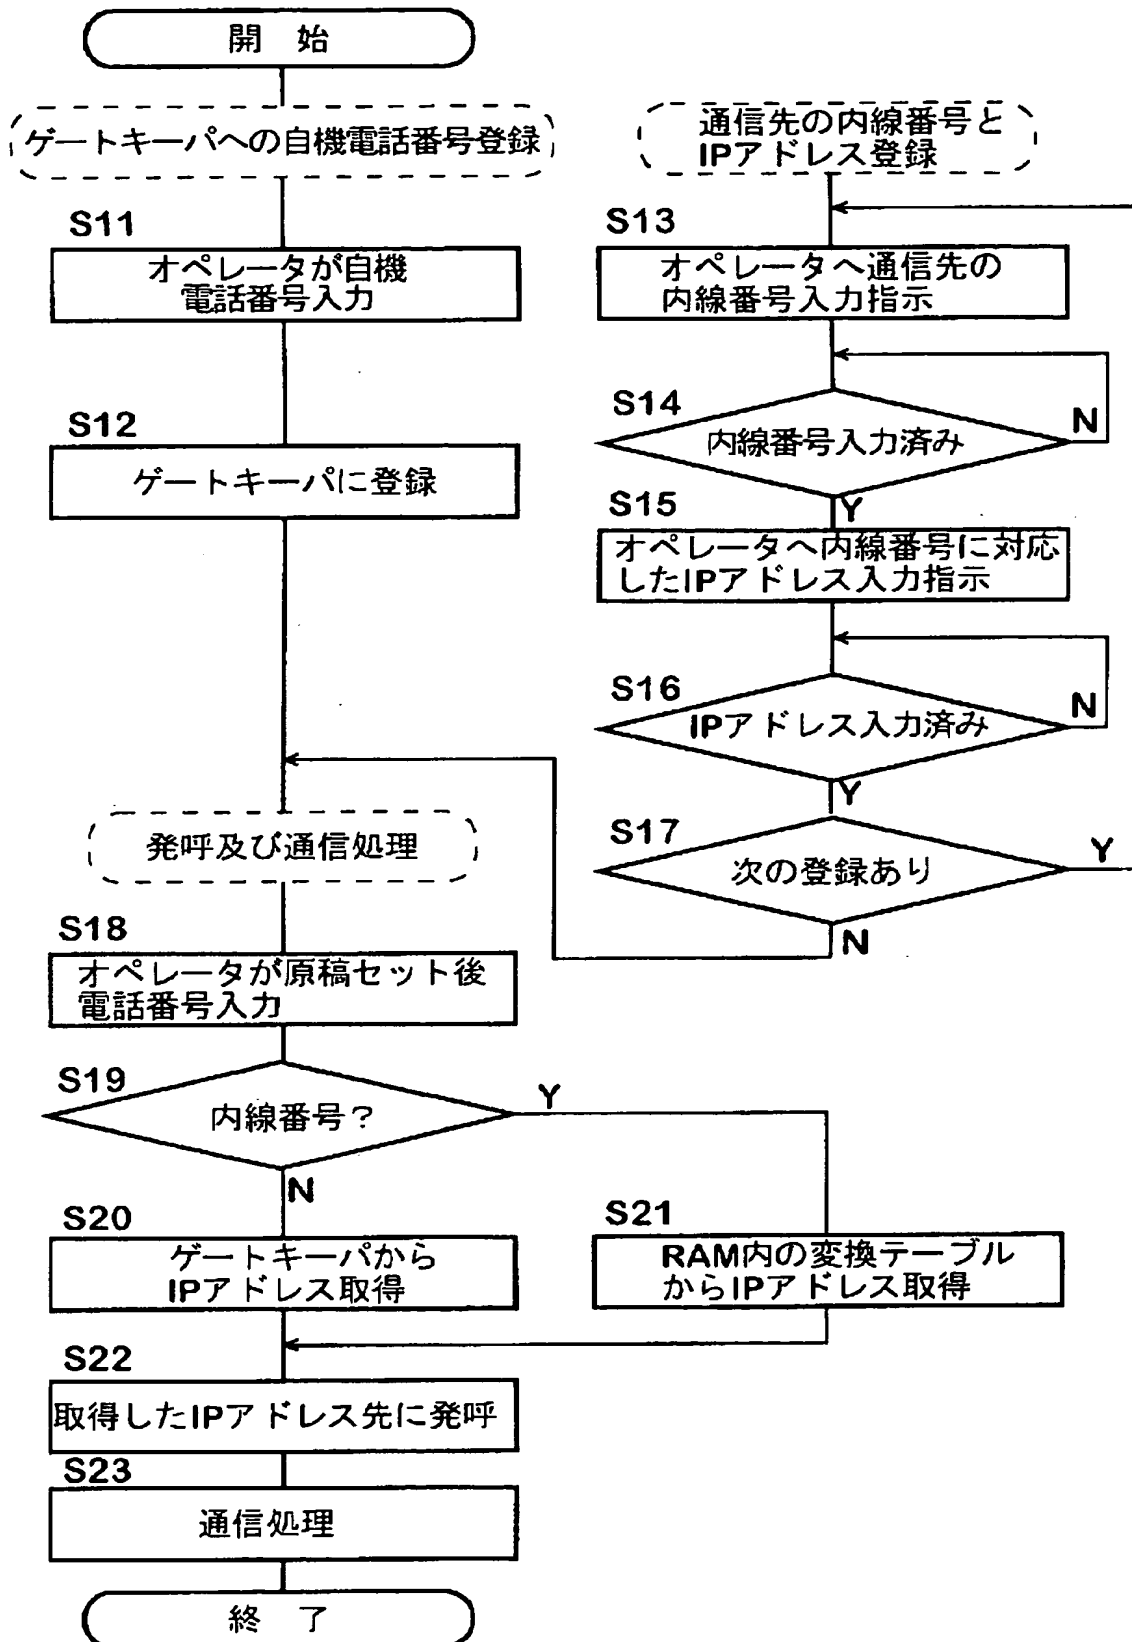 開 始
ゲートキーパへの自機電話番号登録
S11
オペレータが自機
電話番号入力
S12
ゲートキーパに登録
通信先の内線番号と
IPアドレス登録
S13
オペレータへ通信先の
内線番号入力指示
S14
内線番号入力済み
N
Y
S15
オペレータへ内線番号に対応
したIPアドレス入力指示
S16
IPアドレス入力済み
N
Y
S17
次の登録あり
Y
N
発呼及び通信処理
S18
オペレータが原稿セット後
電話番号入力
S19
内線番号？
Y
N
S20
ゲートキーパから
IPアドレス取得
S21
RAM内の変換テーブル
からIPアドレス取得
S22
取得したIPアドレス先に発呼
S23
通信処理
終 了